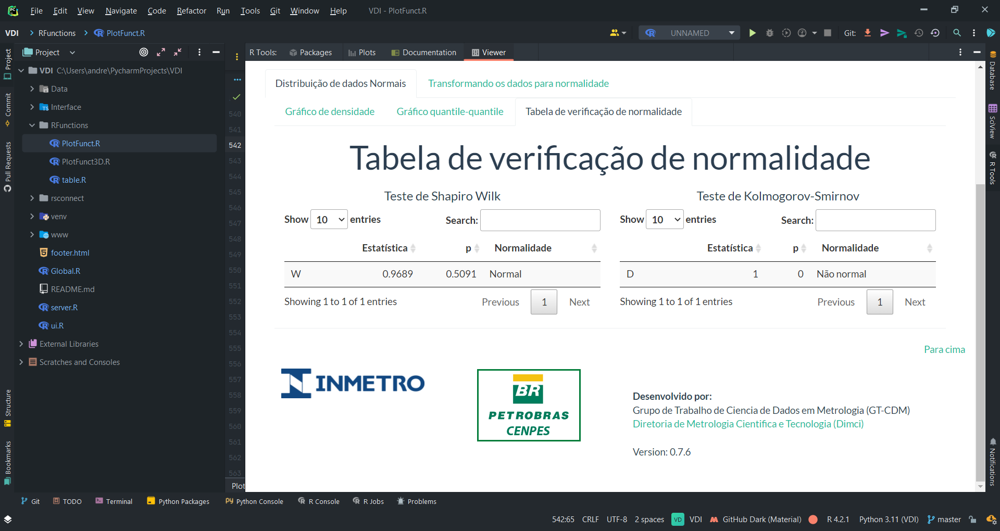 File Edit View Navigate Code Refactor Run Tools Git Window Help VDI - PlotFunct.R
VDI RFunctions PlotFunct.R UNNAMED Git:
Project R Tools: Packages Plots Documentation Viewer
VDI C:\Users\andre\PycharmProjects\VDI
Data
Interface
RFunctions
PlotFunct.R
PlotFunct3D.R
table.R
rsconnect
venv
www
footer.html
Global.R
README.md
server.R
ui.R
External Libraries
Scratches and Consoles
Project
Commit
Pull Requests
Structure
Bookmarks
540
541
542
543
544
545
546
547
548
549
550
551
552
553
554
555
556
557
558
559
560
561
562
563
Plot
Distribuição de dados Normais Transformando os dados para normalidade
Gráfico de densidade Gráfico quantile-quantile Tabela de verificação de normalidade
Tabela de verificação de normalidade
Teste de Shapiro Wilk
Show 10 entries Search:
Estatística p Normalidade
W 0.9689 0.5091 Normal
Showing 1 to 1 of 1 entries Previous 1 Next
Teste de Kolmogorov-Smirnov
Show 10 entries Search:
Estatística p Normalidade
D 1 0 Não normal
Showing 1 to 1 of 1 entries Previous 1 Next
Para cima
INMETRO
BR
PETROBRAS
CENPES
Desenvolvido por:
Grupo de Trabalho de Ciencia de Dados em Metrologia (GT-CDM)
Diretoria de Metrologia Cientifica e Tecnologia (Dimci)
Version: 0.7.6
Database
SciView
R Tools
Notifications
Git TODO Terminal Python Packages Python Console R Console R Jobs Problems
542:65 CRLF UTF-8 2 spaces VD VDI GitHub Dark (Material) R 4.2.1 Python 3.11 (VDI) master